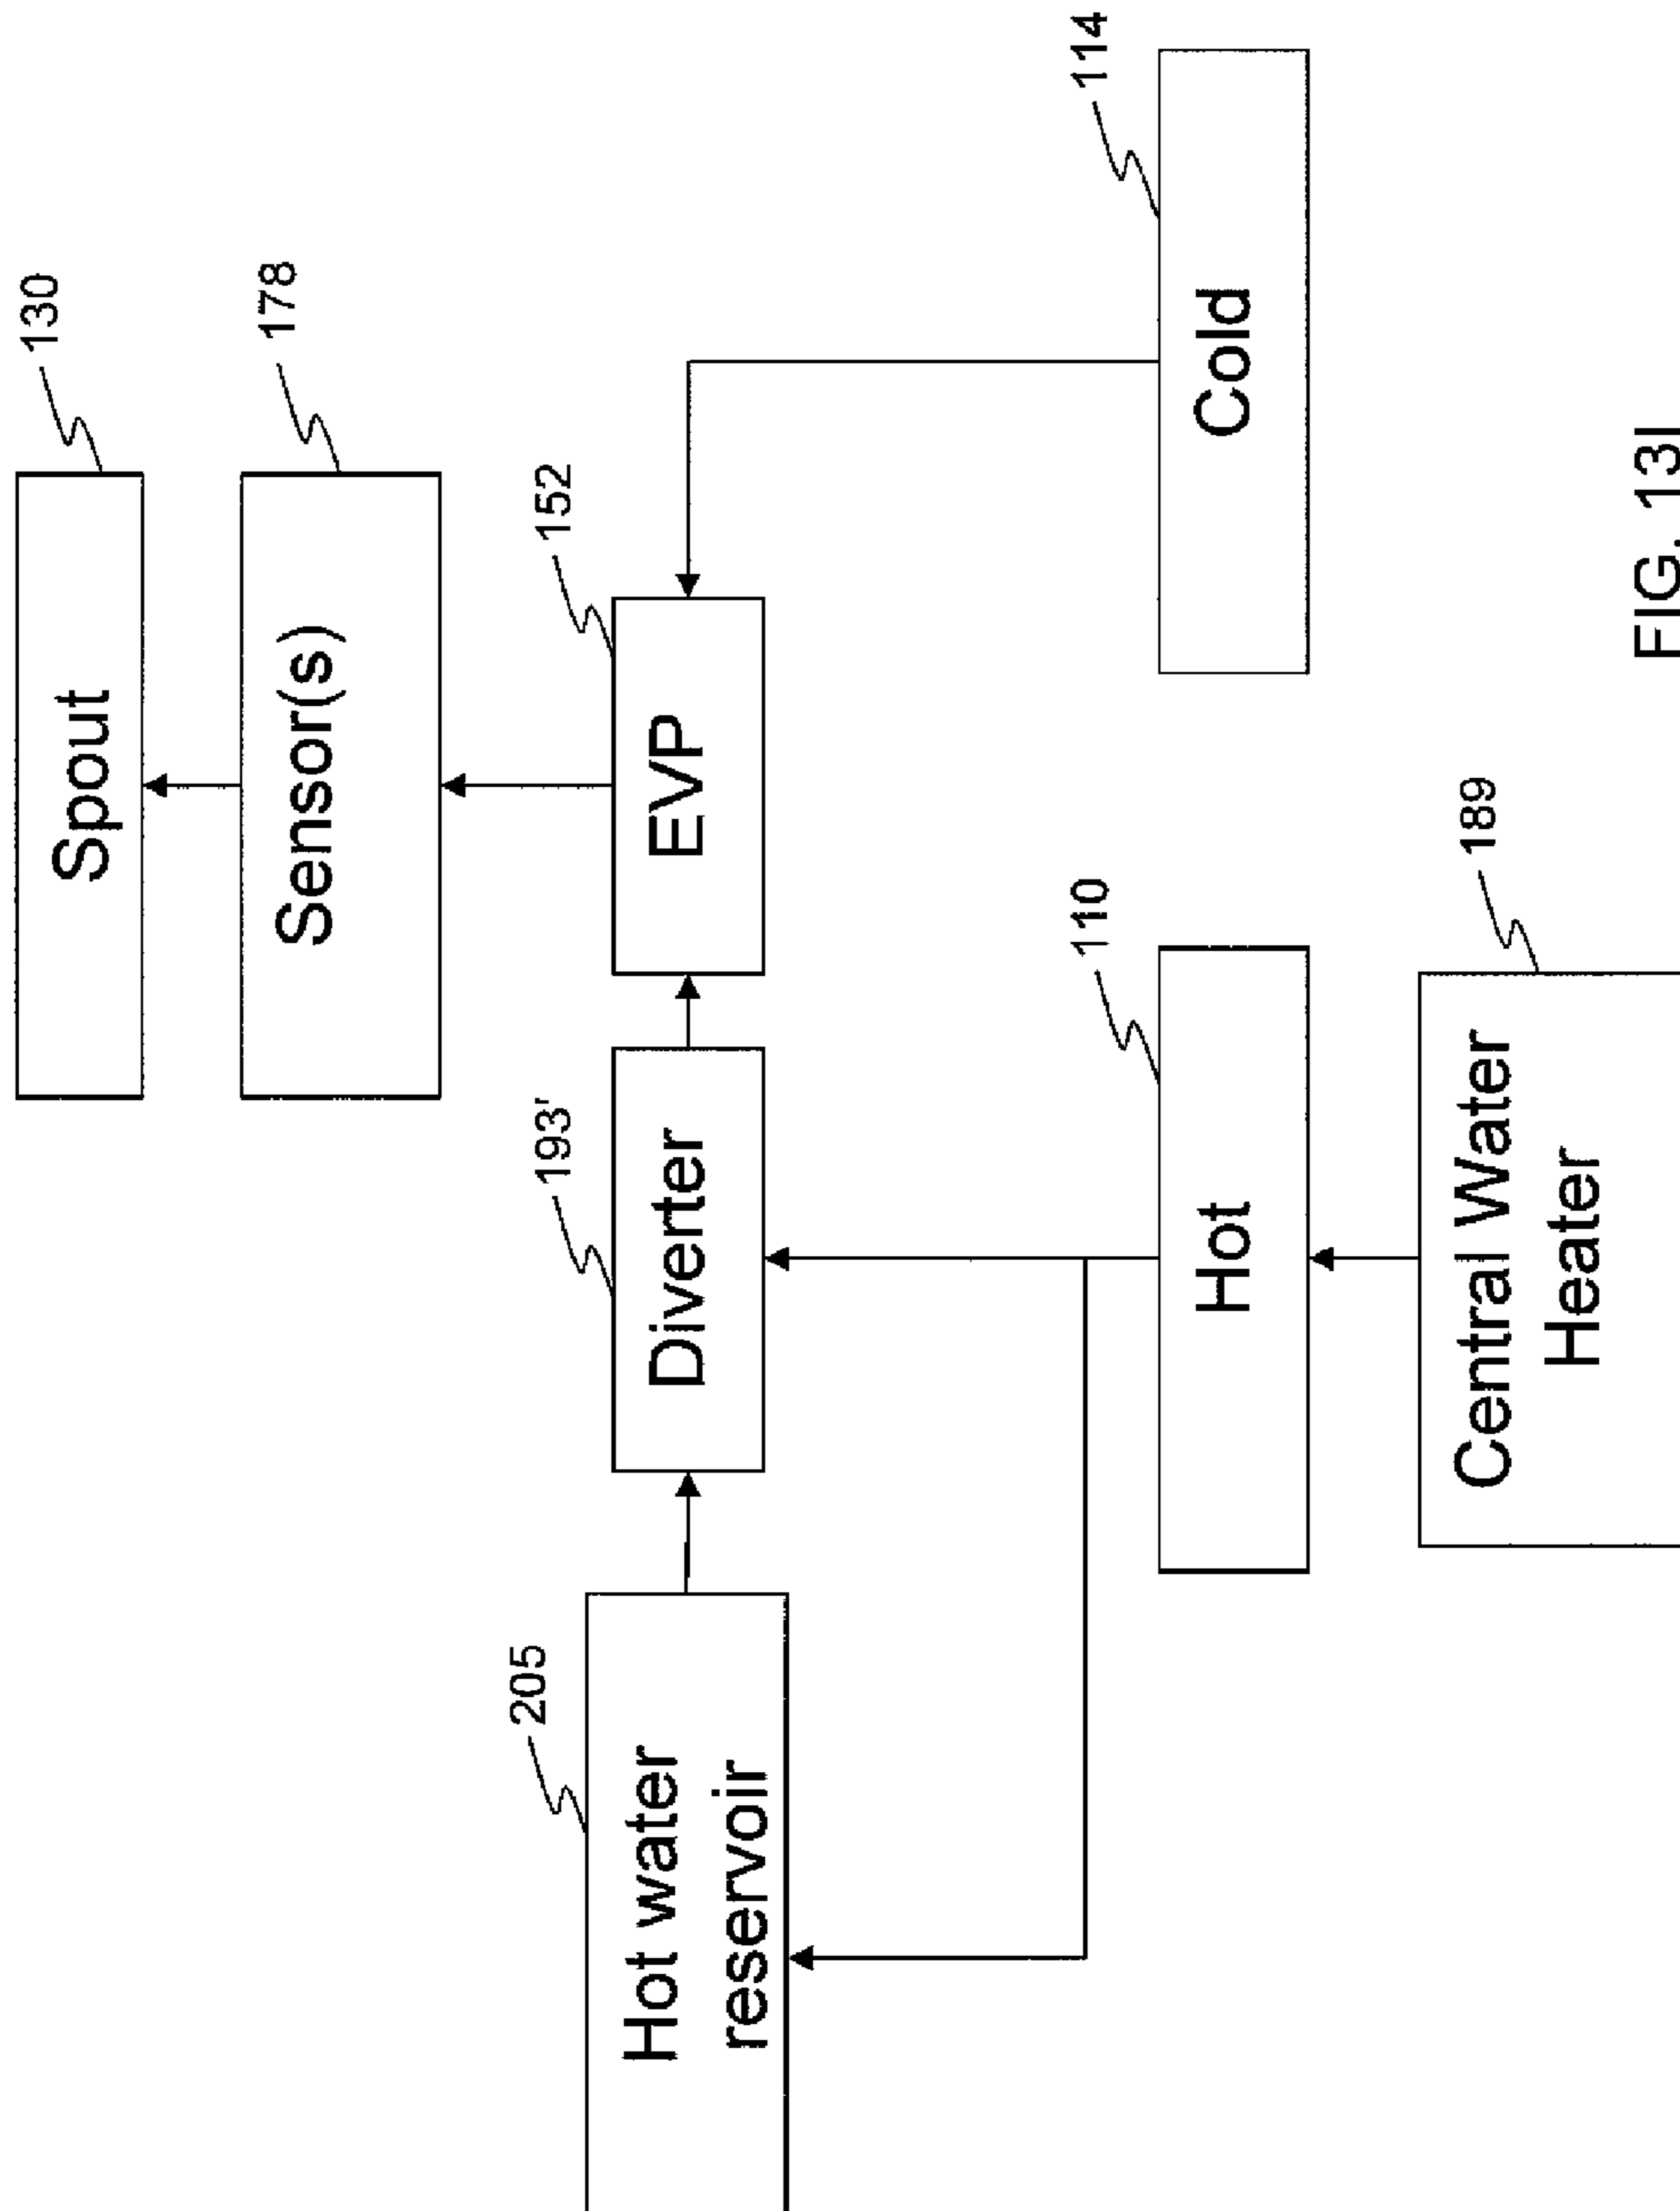 130
Spout
178
Sensor(s)
205
193'
152
Hot water
reservoir
Diverter
EVP
110
114
Hot
Cold
189
Central Water
Heater
FIG. 13I